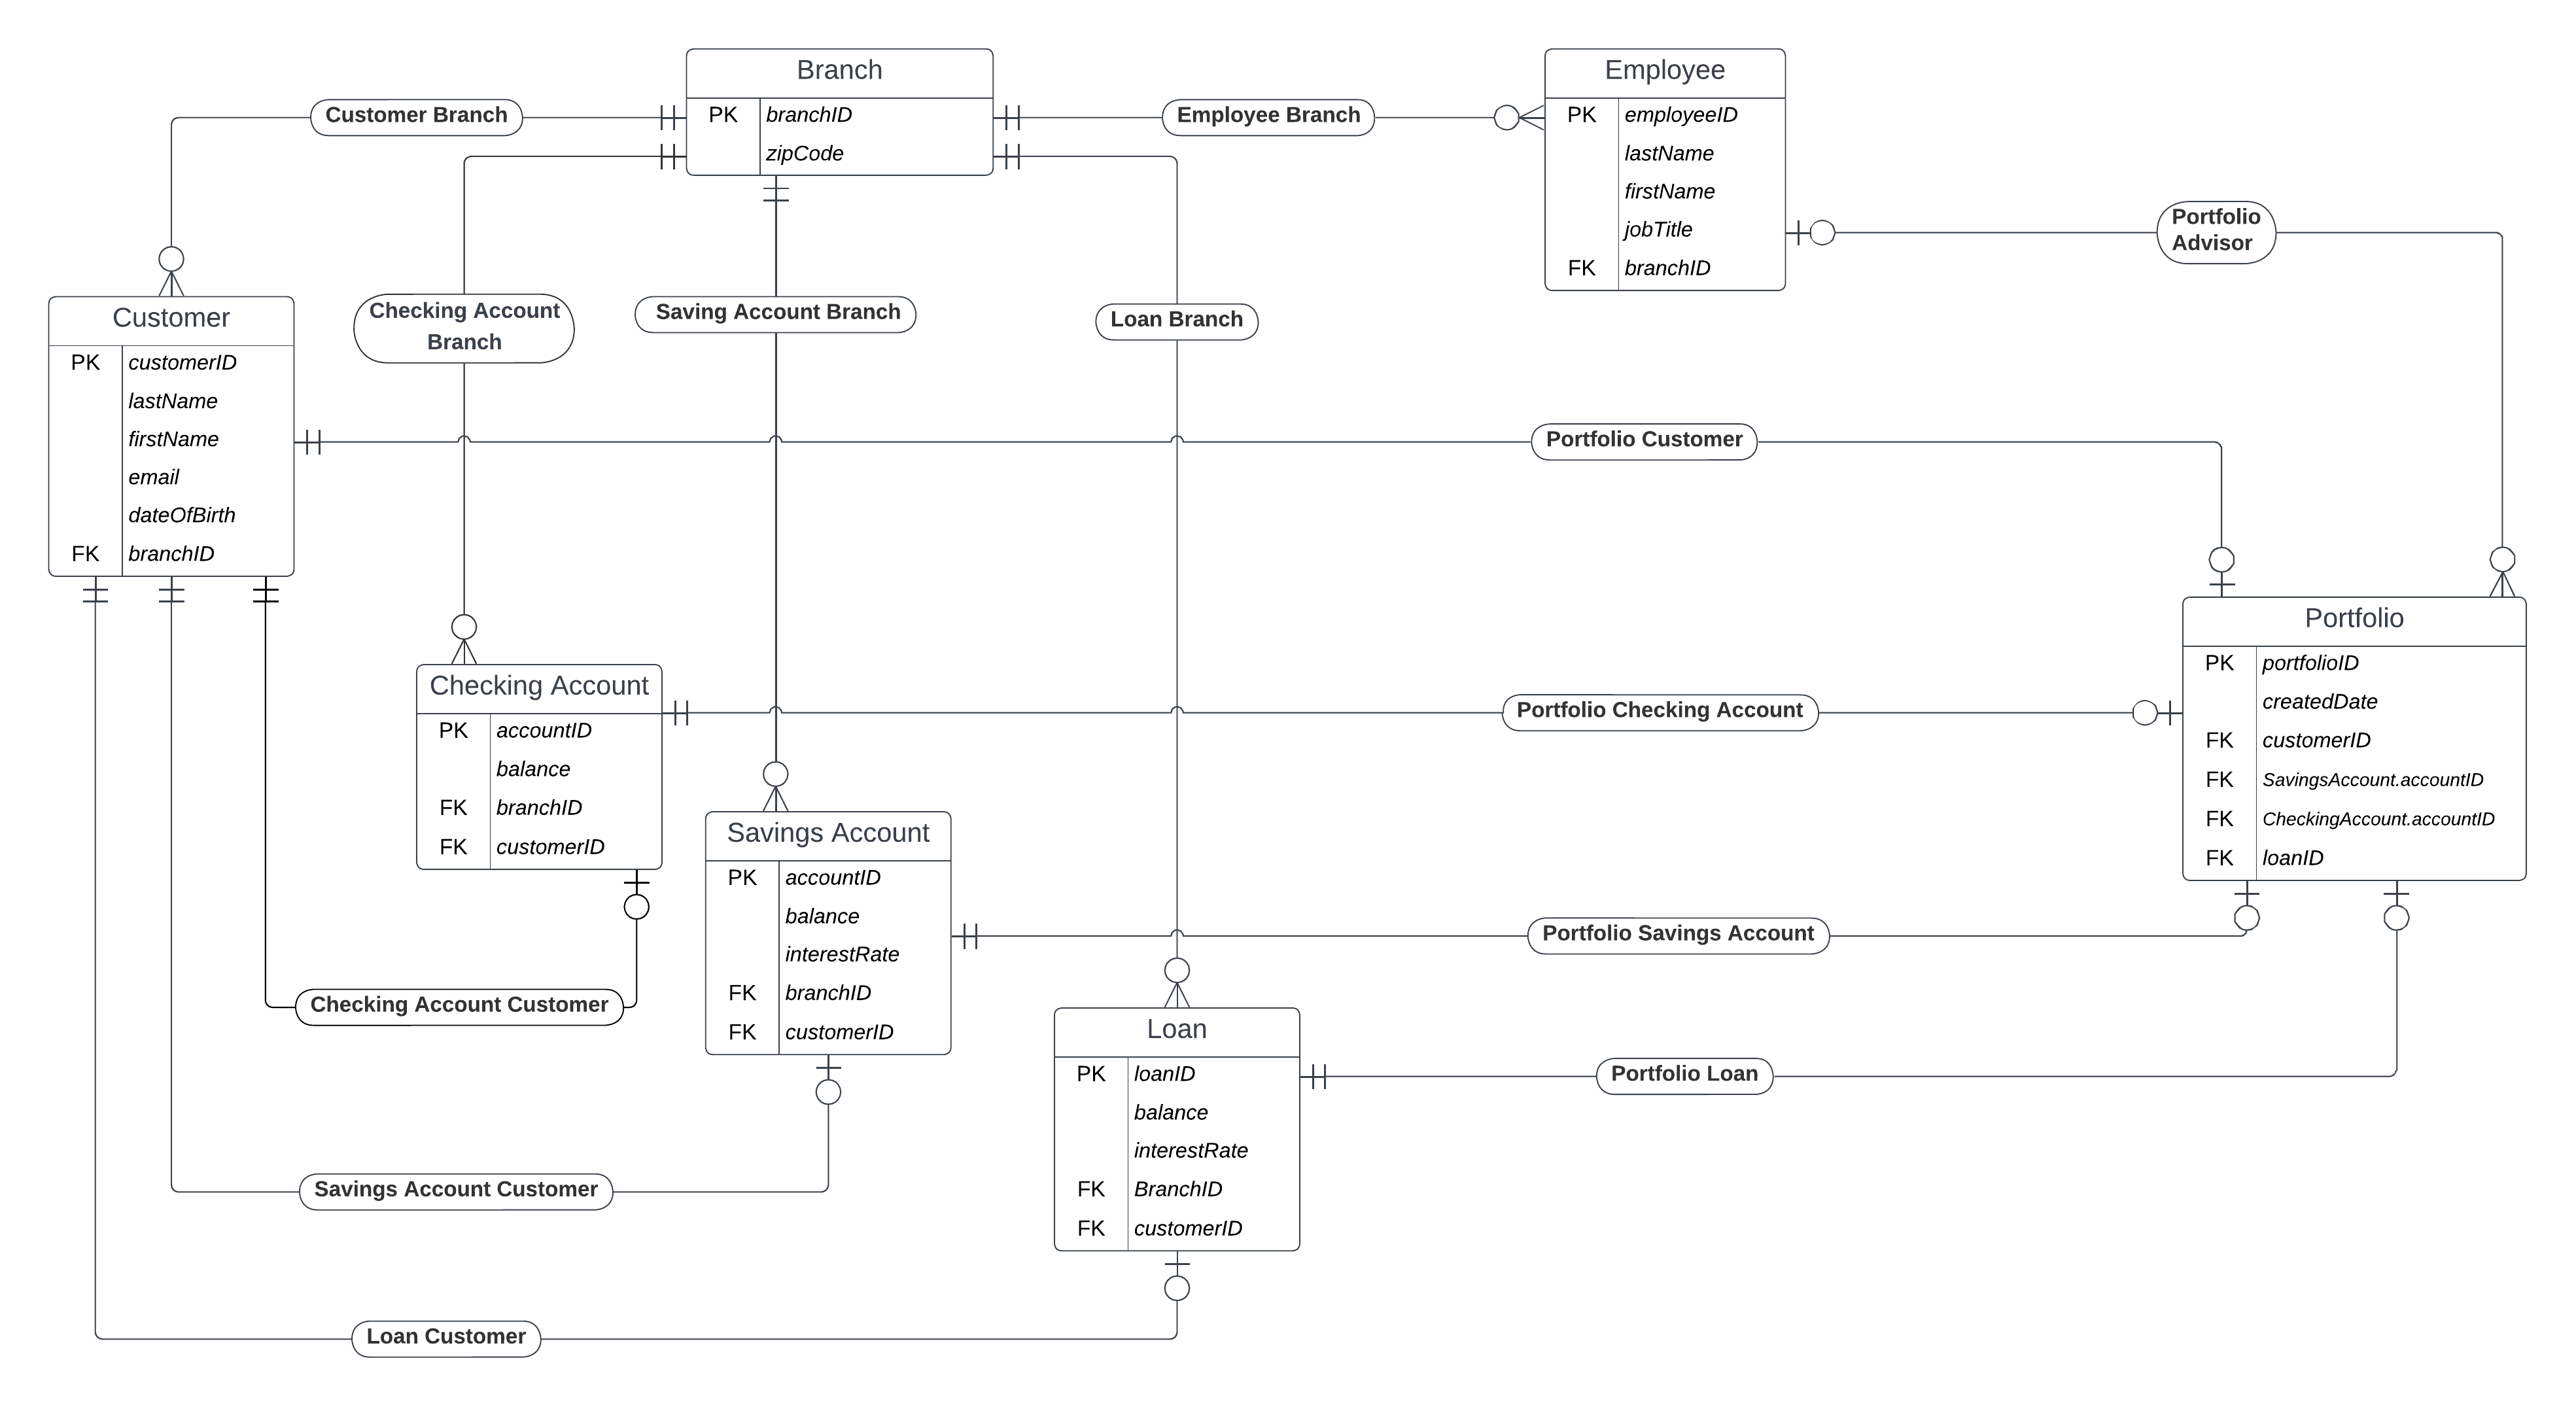 Branch
PK branchID
zipCode
Employee
PK employeeID
lastName
firstName
jobTitle
FK branchID
Customer Branch
Employee Branch
Portfolio
Advisor
Checking Account
Branch
Saving Account Branch
Loan Branch
Customer
PK customerID
lastName
firstName
email
dateOfBirth
FK branchID
Portfolio Customer
Portfolio
PK portfolioID
createdDate
FK customerID
FK SavingsAccount.accountID
FK CheckingAccount.accountID
FK loanID
Checking Account
PK accountID
balance
FK branchID
FK customerID
Portfolio Checking Account
Savings Account
PK accountID
balance
interestRate
FK branchID
FK customerID
Portfolio Savings Account
Checking Account Customer
Loan
PK loanID
balance
interestRate
FK BranchID
FK customerID
Portfolio Loan
Savings Account Customer
Loan Customer